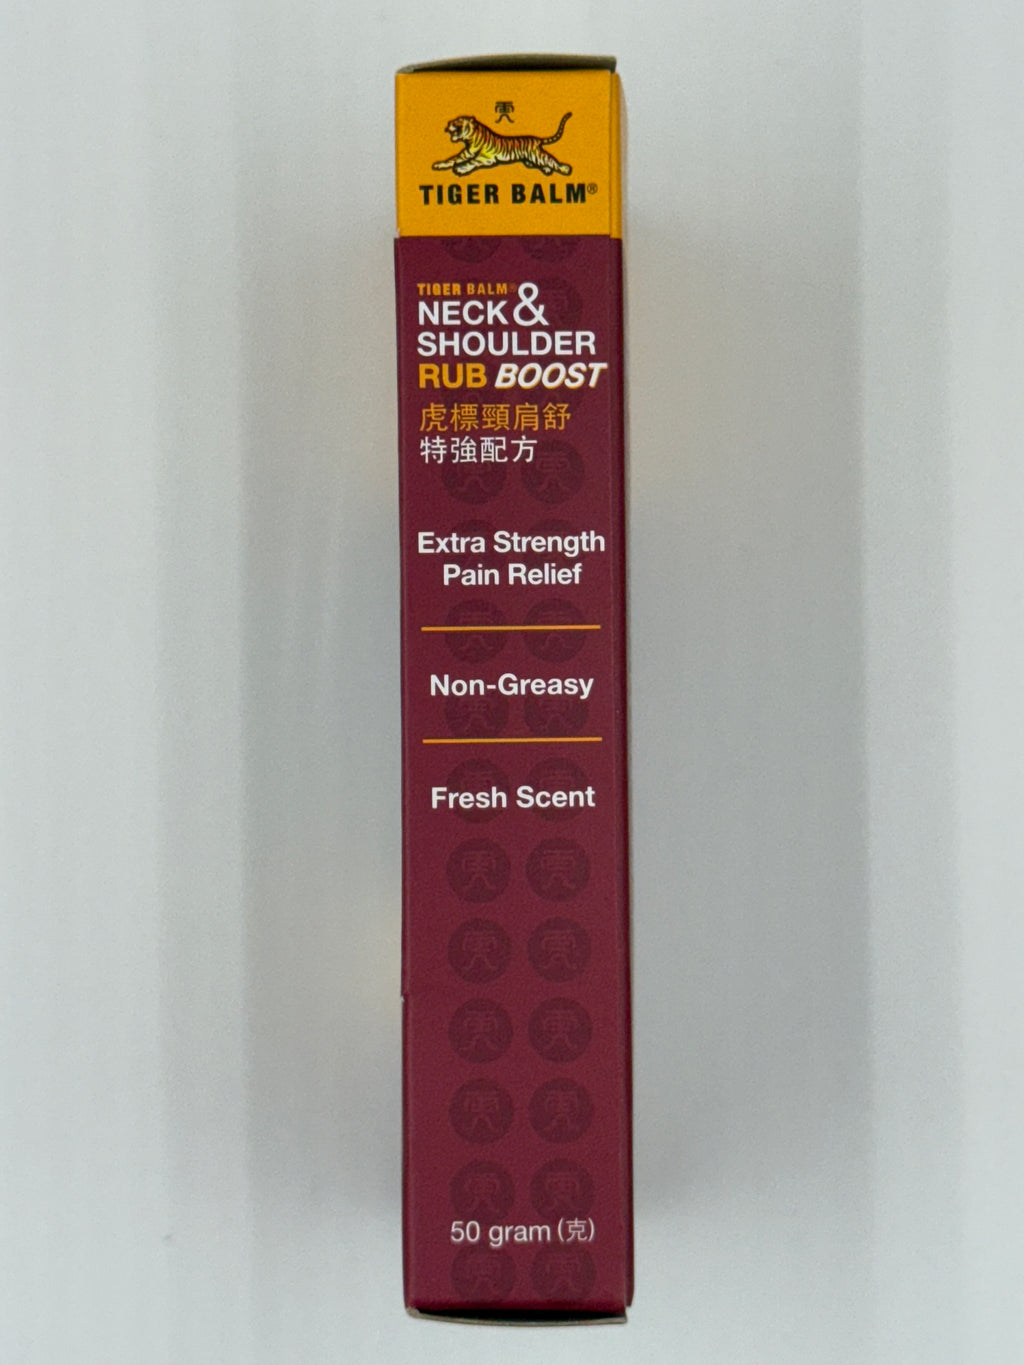 TIGER BALM®
TIGER BALM®
NECK &
SHOULDER
RUB BOOST
虎標頸肩舒
特強配方
Extra Strength
Pain Relief
Non-Greasy
Fresh Scent
50 gram (克)